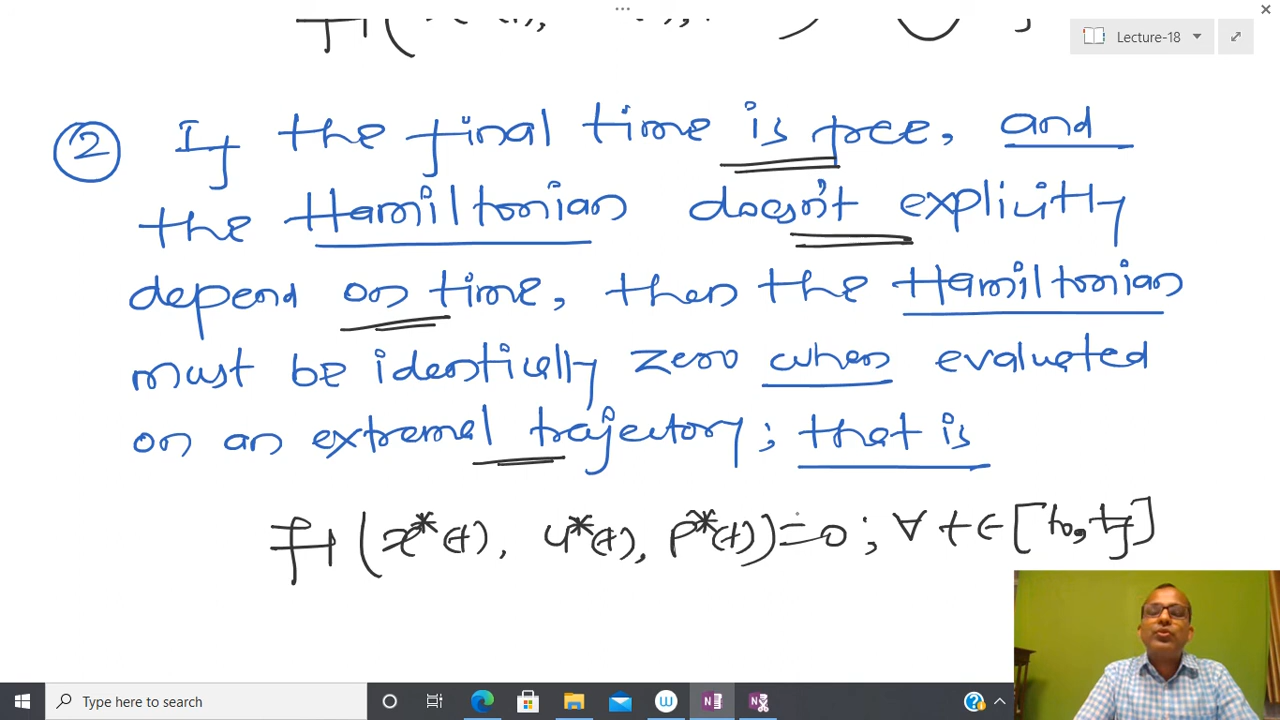 Lecture-18
② If the final time is free, and
the Hamiltonian doesn't explicitly
depend on time, then the Hamiltonian
must be identically zero when evaluated
on an extremal trajectory; that is
H(x*(t), u*(t), p*(t))=0; ∀ t∈[t₀, t_f]
Type here to search